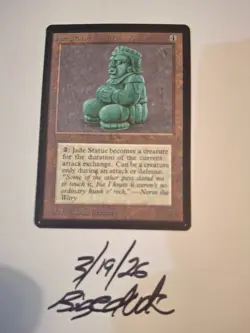 2: Jade Statue becomes a creature
for the duration of the current
attack exchange. Can be a creature
only during an attack or defense.
"Some of the other guys dared me
to touch it, but I knew it weren't no
ordinary hunk o' rock."—Norin the
Wary
3/19/26